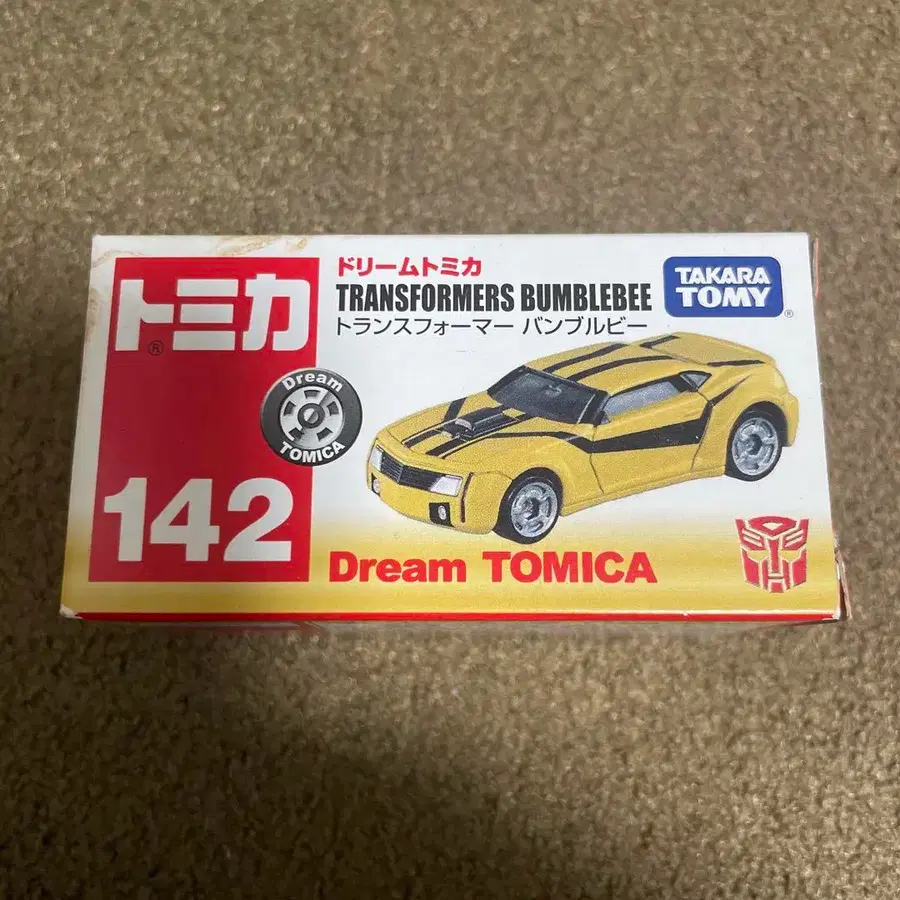 トミカ
®
Dream
TOMICA
142
ドリームトミカ
TRANSFORMERS BUMBLEBEE
トランスフォーマー バンブルビー
TAKARA
TOMY
®
Dream TOMICA